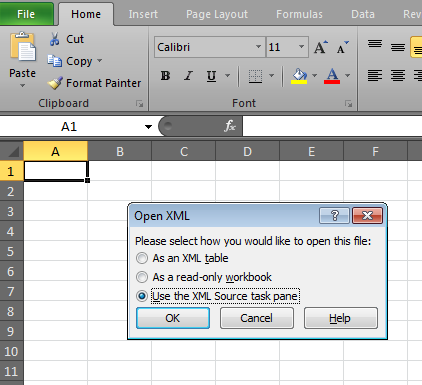 File Home Insert Page Layout Formulas Data Rev
Cut
Copy
Format Painter
Paste
Calibri 11 A A
B I U A
Clipboard Font
A1 fx
A B C D E F
1
2
3
4
5
6
7
8
9
10
11
Open XML
Please select how you would like to open this file:
As an XML table
As a read-only workbook
Use the XML Source task pane
OK Cancel Help